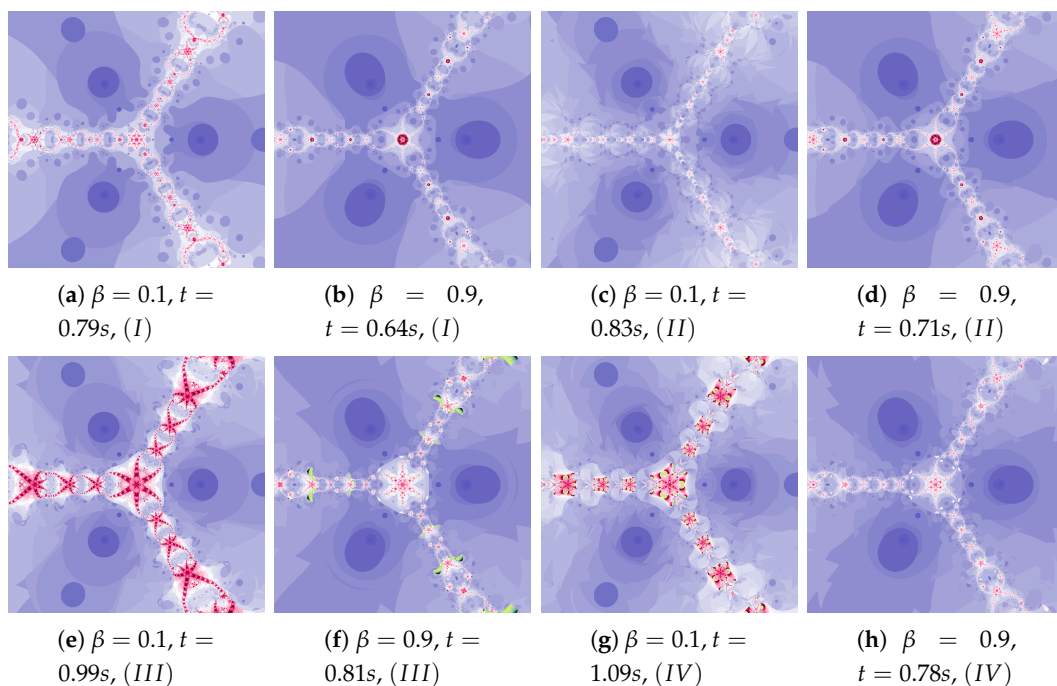 (a) β = 0.1, t =
0.79s, (I)
(b) β = 0.9,
t = 0.64s, (I)
(c) β = 0.1, t =
0.83s, (II)
(d) β = 0.9,
t = 0.71s, (II)
(e) β = 0.1, t =
0.99s, (III)
(f) β = 0.9, t =
0.81s, (III)
(g) β = 0.1, t =
1.09s, (IV)
(h) β = 0.9,
t = 0.78s, (IV)